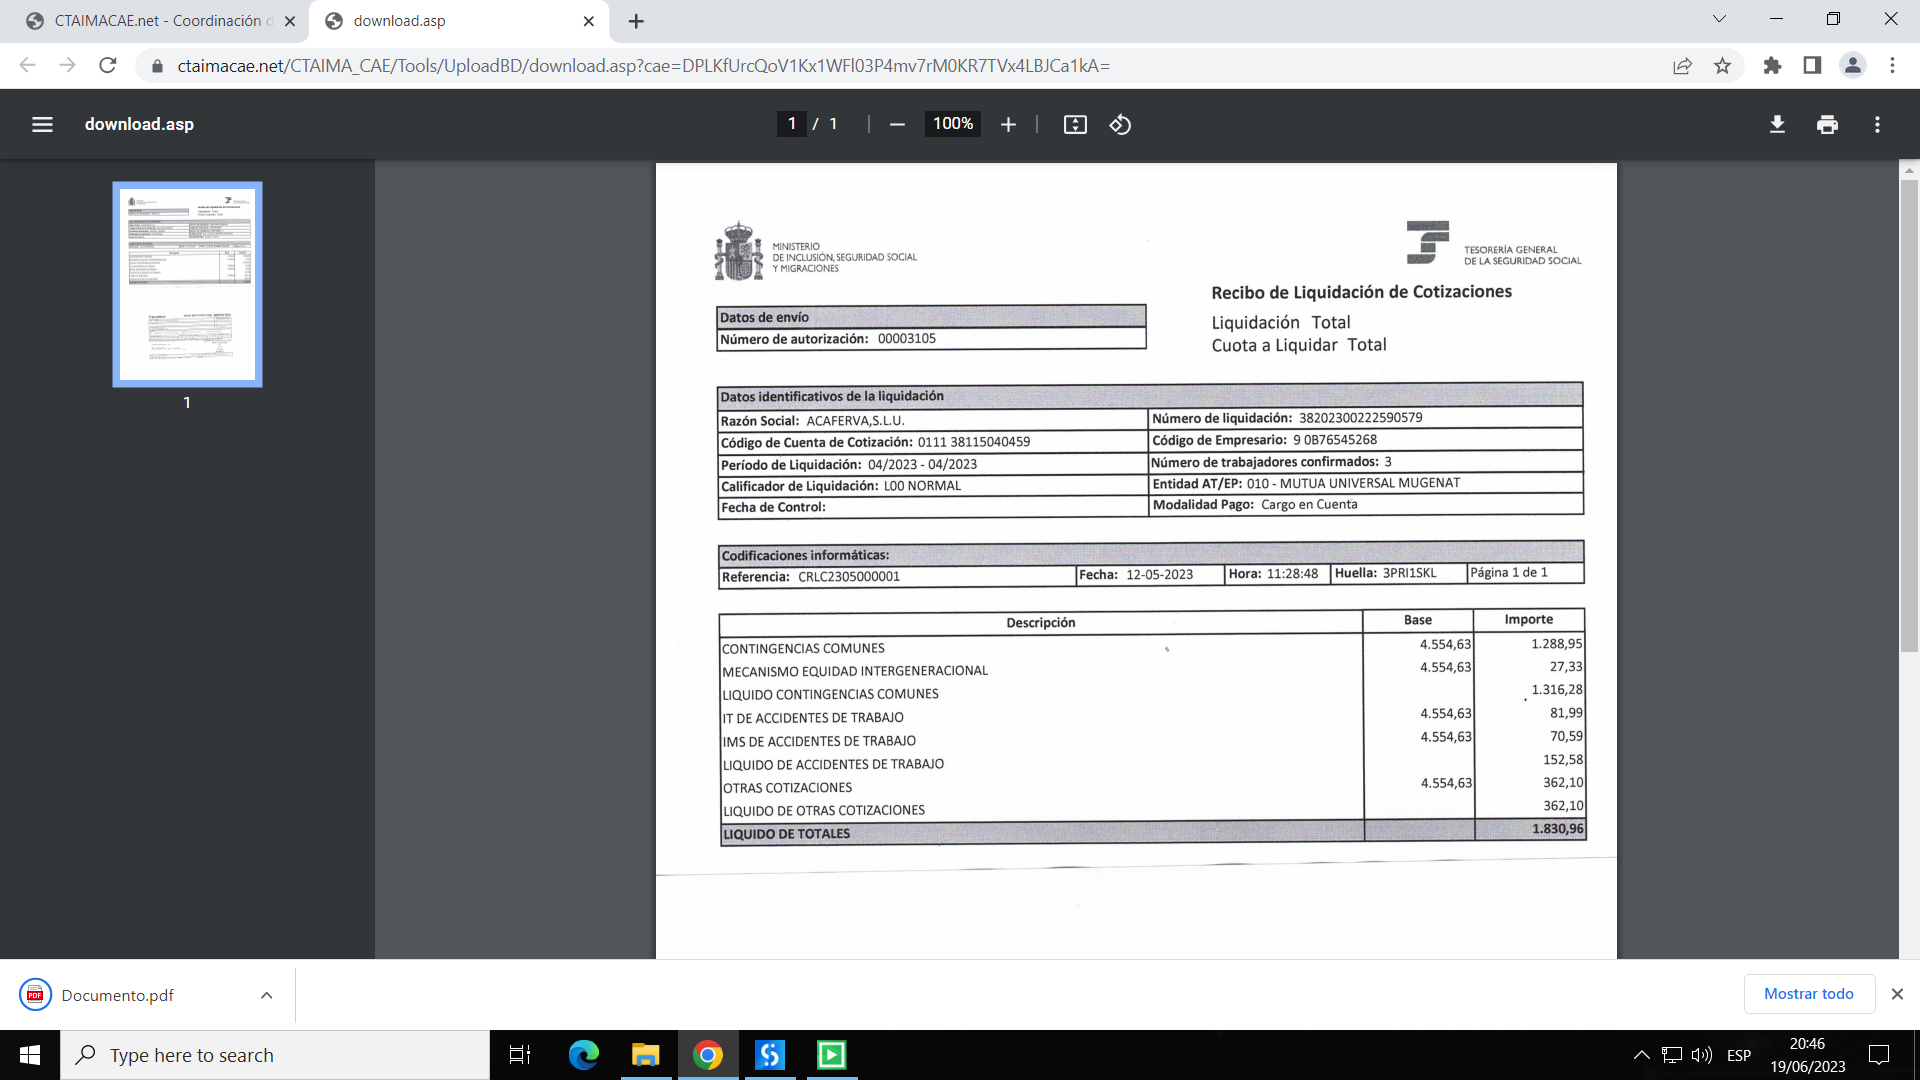 CTAIMACAE.net - Coordinación d
download.asp
ctaimacae.net/CTAIMA_CAE/Tools/UploadBD/download.asp?cae=DPLKfUrcQoV1Kx1WFl03P4mv7rM0KR7TVx4LBJCa1kA=
download.asp
1 / 1
100%
1
MINISTERIO
DE INCLUSIÓN, SEGURIDAD SOCIAL
Y MIGRACIONES
TESORERÍA GENERAL
DE LA SEGURIDAD SOCIAL
Recibo de Liquidación de Cotizaciones
Liquidación Total
Cuota a Liquidar Total
Datos de envío
Número de autorización: 00003105
Datos identificativos de la liquidación
Razón Social: ACAFERVA,S.L.U. Número de liquidación: 38202300222590579
Código de Cuenta de Cotización: 0111 38115040459 Código de Empresario: 9 0B76545268
Período de Liquidación: 04/2023 - 04/2023 Número de trabajadores confirmados: 3
Calificador de Liquidación: L00 NORMAL Entidad AT/EP: 010 - MUTUA UNIVERSAL MUGENAT
Fecha de Control: Modalidad Pago: Cargo en Cuenta
Codificaciones informáticas:
Referencia: CRLC2305000001 Fecha: 12-05-2023 Hora: 11:28:48 Huella: 3PRI1SKL Página 1 de 1
Descripción Base Importe
CONTINGENCIAS COMUNES 4.554,63 1.288,95
MECANISMO EQUIDAD INTERGENERACIONAL 4.554,63 27,33
LIQUIDO CONTINGENCIAS COMUNES 1.316,28
IT DE ACCIDENTES DE TRABAJO 4.554,63 81,99
IMS DE ACCIDENTES DE TRABAJO 4.554,63 70,59
LIQUIDO DE ACCIDENTES DE TRABAJO 152,58
OTRAS COTIZACIONES 4.554,63 362,10
LIQUIDO DE OTRAS COTIZACIONES 362,10
LIQUIDO DE TOTALES 1.830,96
Documento.pdf
Mostrar todo
Type here to search
ESP
20:46
19/06/2023